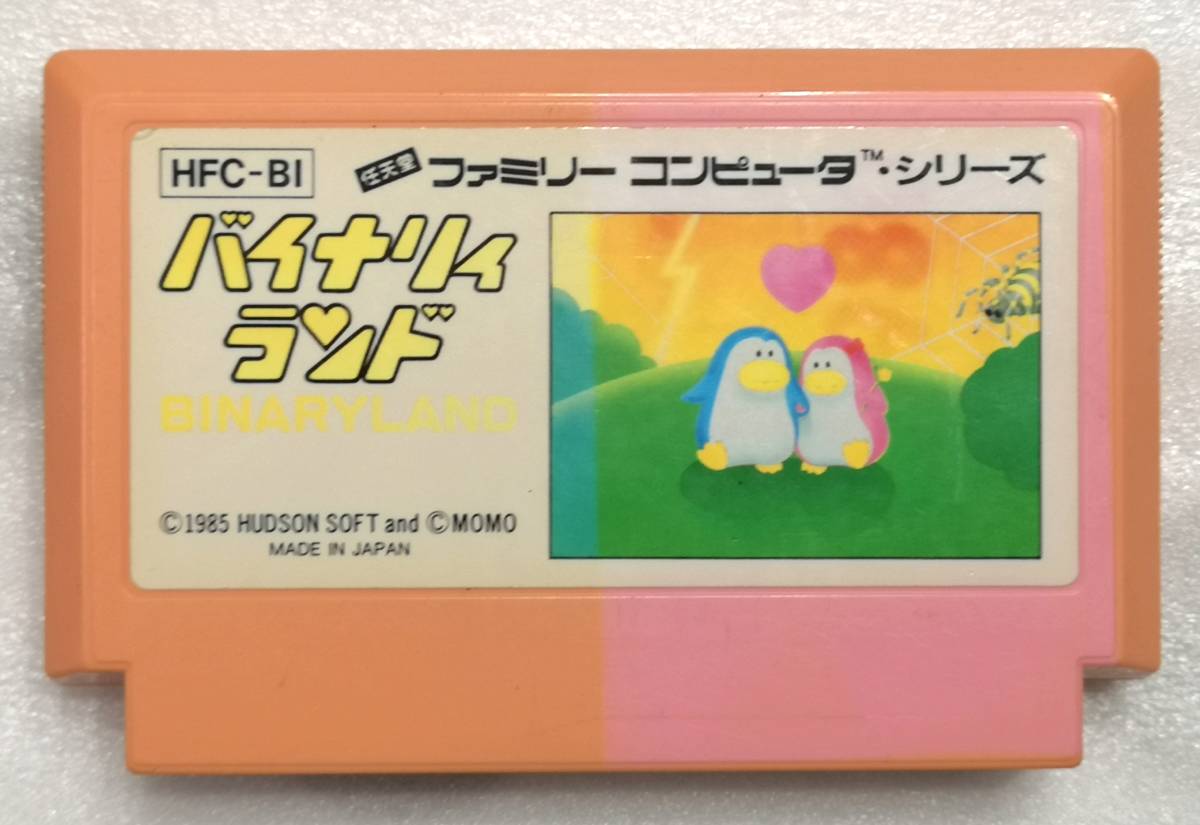 HFC-BI
任天堂 ファミリー コンピュータ™・シリーズ
バイナリィ
ランド
BINARYLAND
©1985 HUDSON SOFT and ©MOMO
MADE IN JAPAN